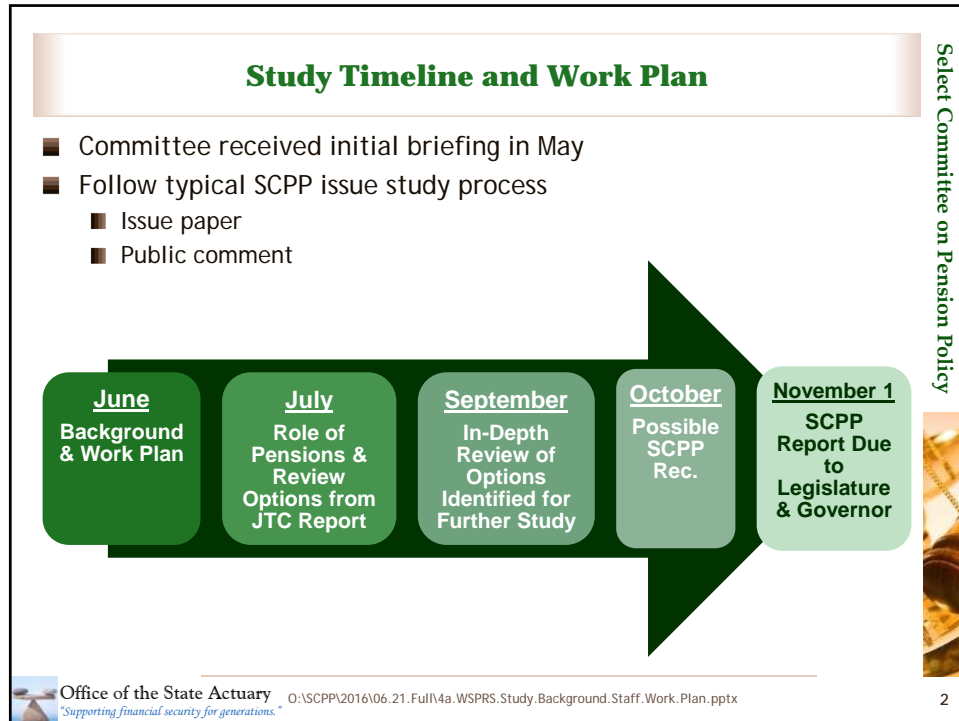 Study Timeline and Work Plan
Committee received initial briefing in May
Follow typical SCPP issue study process
Issue paper
Public comment
June
Background
& Work Plan
July
Role of
Pensions &
Review
Options from
JTC Report
September
In-Depth
Review of
Options
Identified for
Further Study
October
Possible
SCPP
Rec.
November 1
SCPP
Report Due
to
Legislature
& Governor
Select Committee on Pension Policy
Office of the State Actuary
"Supporting financial security for generations."
O:\SCPP\2016\06.21.Full\4a.WSPRS.Study.Background.Staff.Work.Plan.pptx
2